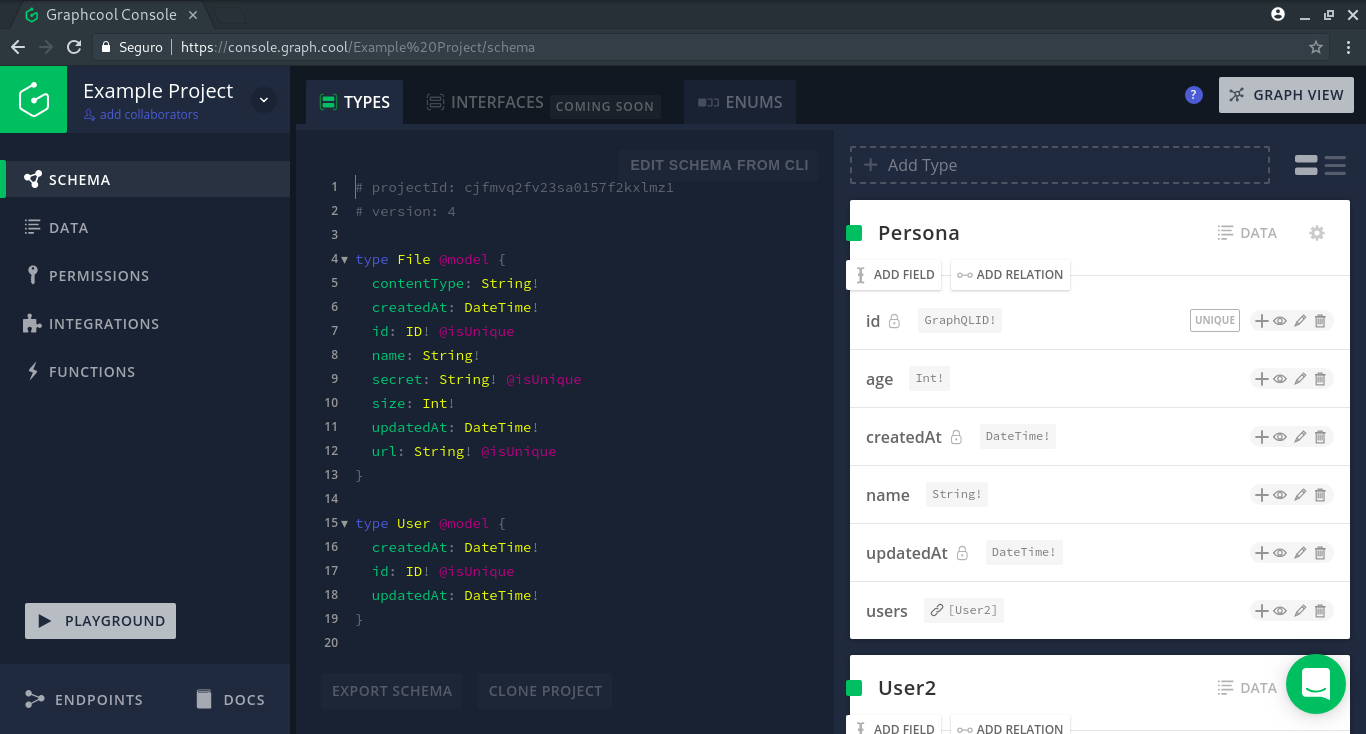 Graphcool Console
Seguro https://console.graph.cool/Example%20Project/schema
Example Project
add collaborators
SCHEMA
DATA
PERMISSIONS
INTEGRATIONS
FUNCTIONS
PLAYGROUND
ENDPOINTS
DOCS
TYPES
INTERFACES COMING SOON
ENUMS
?
GRAPH VIEW
EDIT SCHEMA FROM CLI
1 # projectId: cjfmvq2fv23sa0157f2kxlmz1
2 # version: 4
3
4 type File @model {
5 contentType: String!
6 createdAt: DateTime!
7 id: ID! @isUnique
8 name: String!
9 secret: String! @isUnique
10 size: Int!
11 updatedAt: DateTime!
12 url: String! @isUnique
13 }
14
15 type User @model {
16 createdAt: DateTime!
17 id: ID! @isUnique
18 updatedAt: DateTime!
19 }
20
EXPORT SCHEMA
CLONE PROJECT
+ Add Type
Persona
DATA
ADD FIELD
ADD RELATION
id GraphQLID! UNIQUE
age Int!
createdAt DateTime!
name String!
updatedAt DateTime!
users [User2]
User2
DATA
ADD FIELD
ADD RELATION